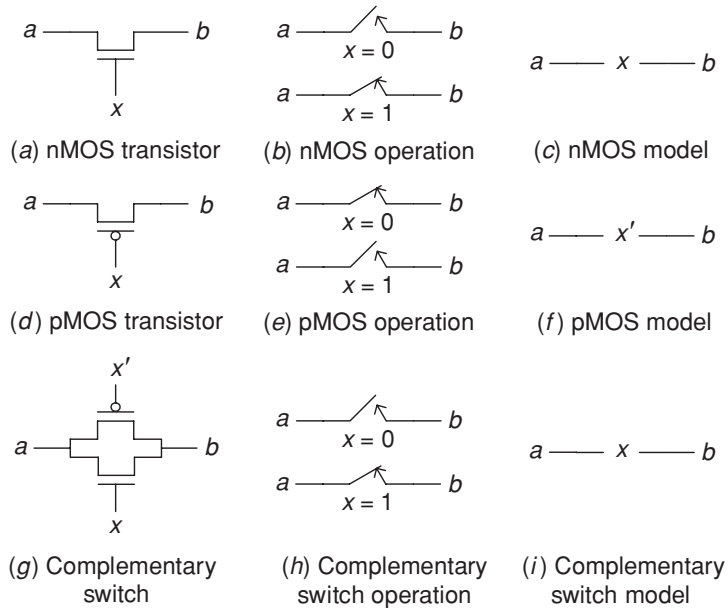 a b a b
x = 0
a x b
x a b
x = 1
(a) nMOS transistor (b) nMOS operation (c) nMOS model
a b a b
x = 0
a x′ b
x a b
x = 1
(d) pMOS transistor (e) pMOS operation (f) pMOS model
x′
a b
x = 0
a b a x b
a b
x = 1
x
(g) Complementary switch (h) Complementary switch operation (i) Complementary switch model